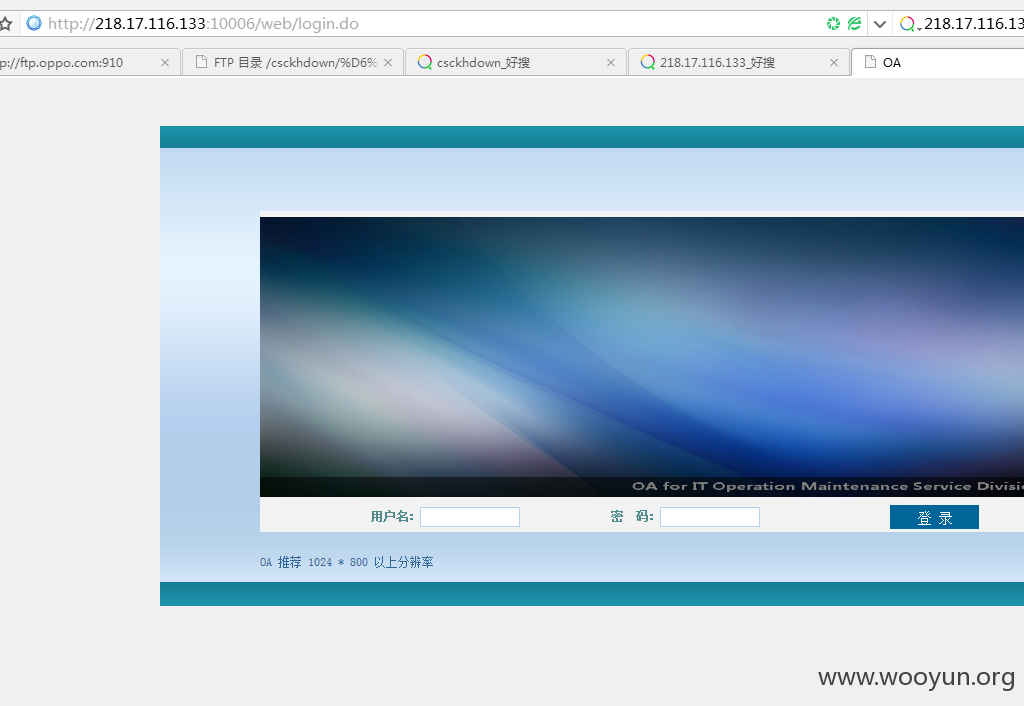 http://218.17.116.133:10006/web/login.do 218.17.116.13
p://ftp.oppo.com:910 FTP 目录 /csckhdown/%D6% csckhdown_好搜 218.17.116.133_好搜 OA
OA for IT Operation Maintenance Service Divisi
用户名: 密 码: 登 录
OA 推荐 1024 * 800 以上分辨率
www.wooyun.org